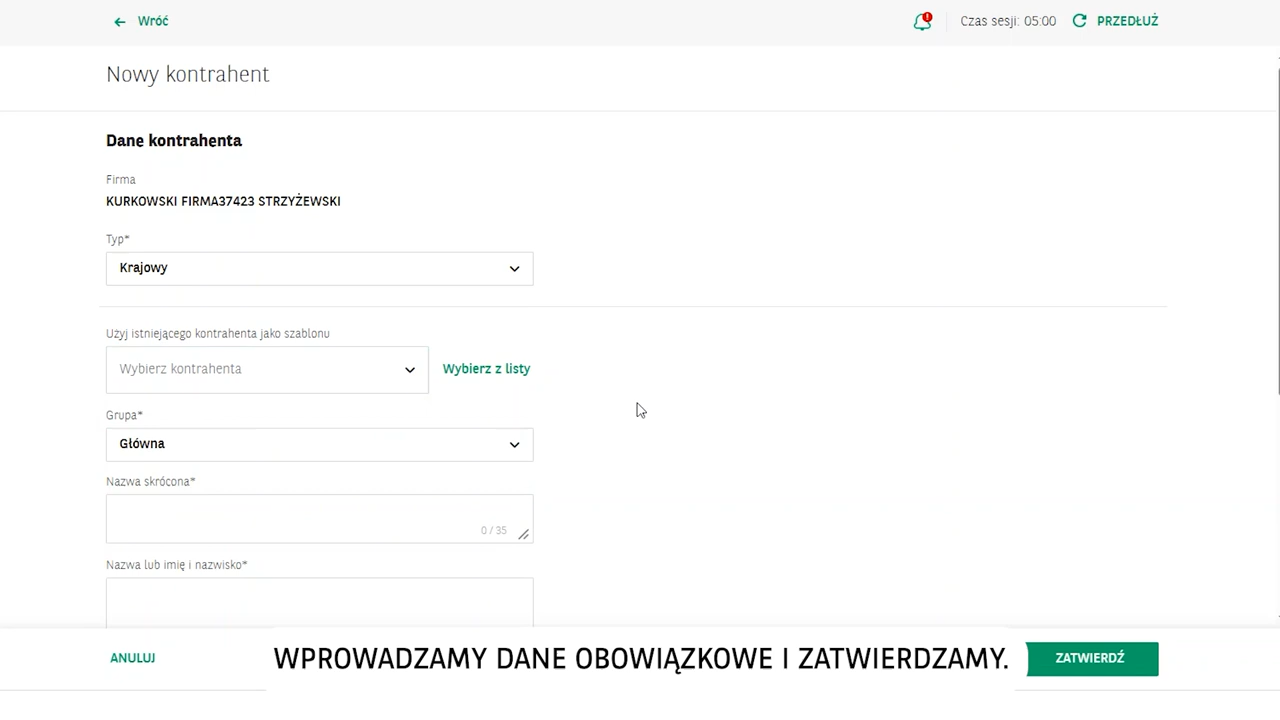 Wróć
Czas sesji: 05:00 PRZEDŁUŻ
Nowy kontrahent
Dane kontrahenta
Firma
KURKOWSKI FIRMA37423 STRZYŻEWSKI
Typ*
Krajowy
Użyj istniejącego kontrahenta jako szablonu
Wybierz kontrahenta Wybierz z listy
Grupa*
Główna
Nazwa skrócona*
0 / 35
Nazwa lub imię i nazwisko*
ANULUJ WPROWADZAMY DANE OBOWIĄZKOWE I ZATWIERDZAMY. ZATWIERDŹ